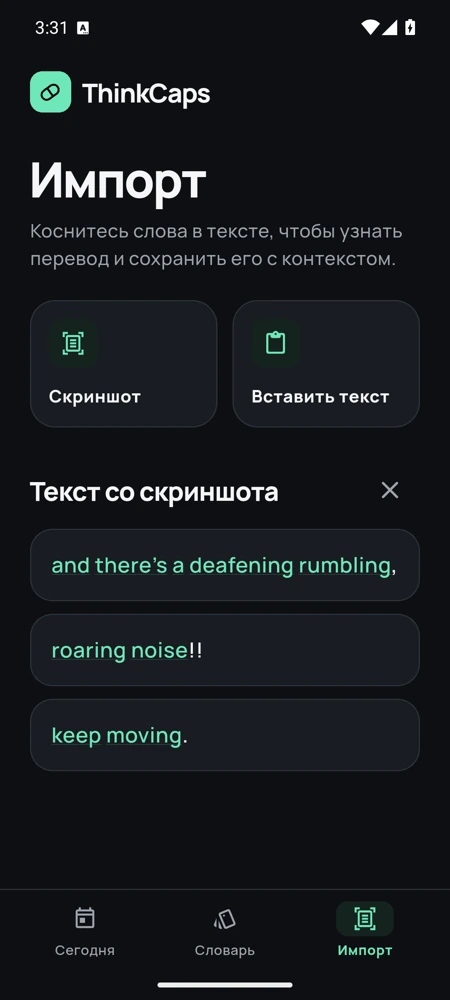 3:31 A
ThinkCaps
Импорт
Коснитесь слова в тексте, чтобы узнать
перевод и сохранить его с контекстом.
Скриншот
Вставить текст
Текст со скриншота
and there's a deafening rumbling,
roaring noise!!
keep moving.
Сегодня
Словарь
Импорт